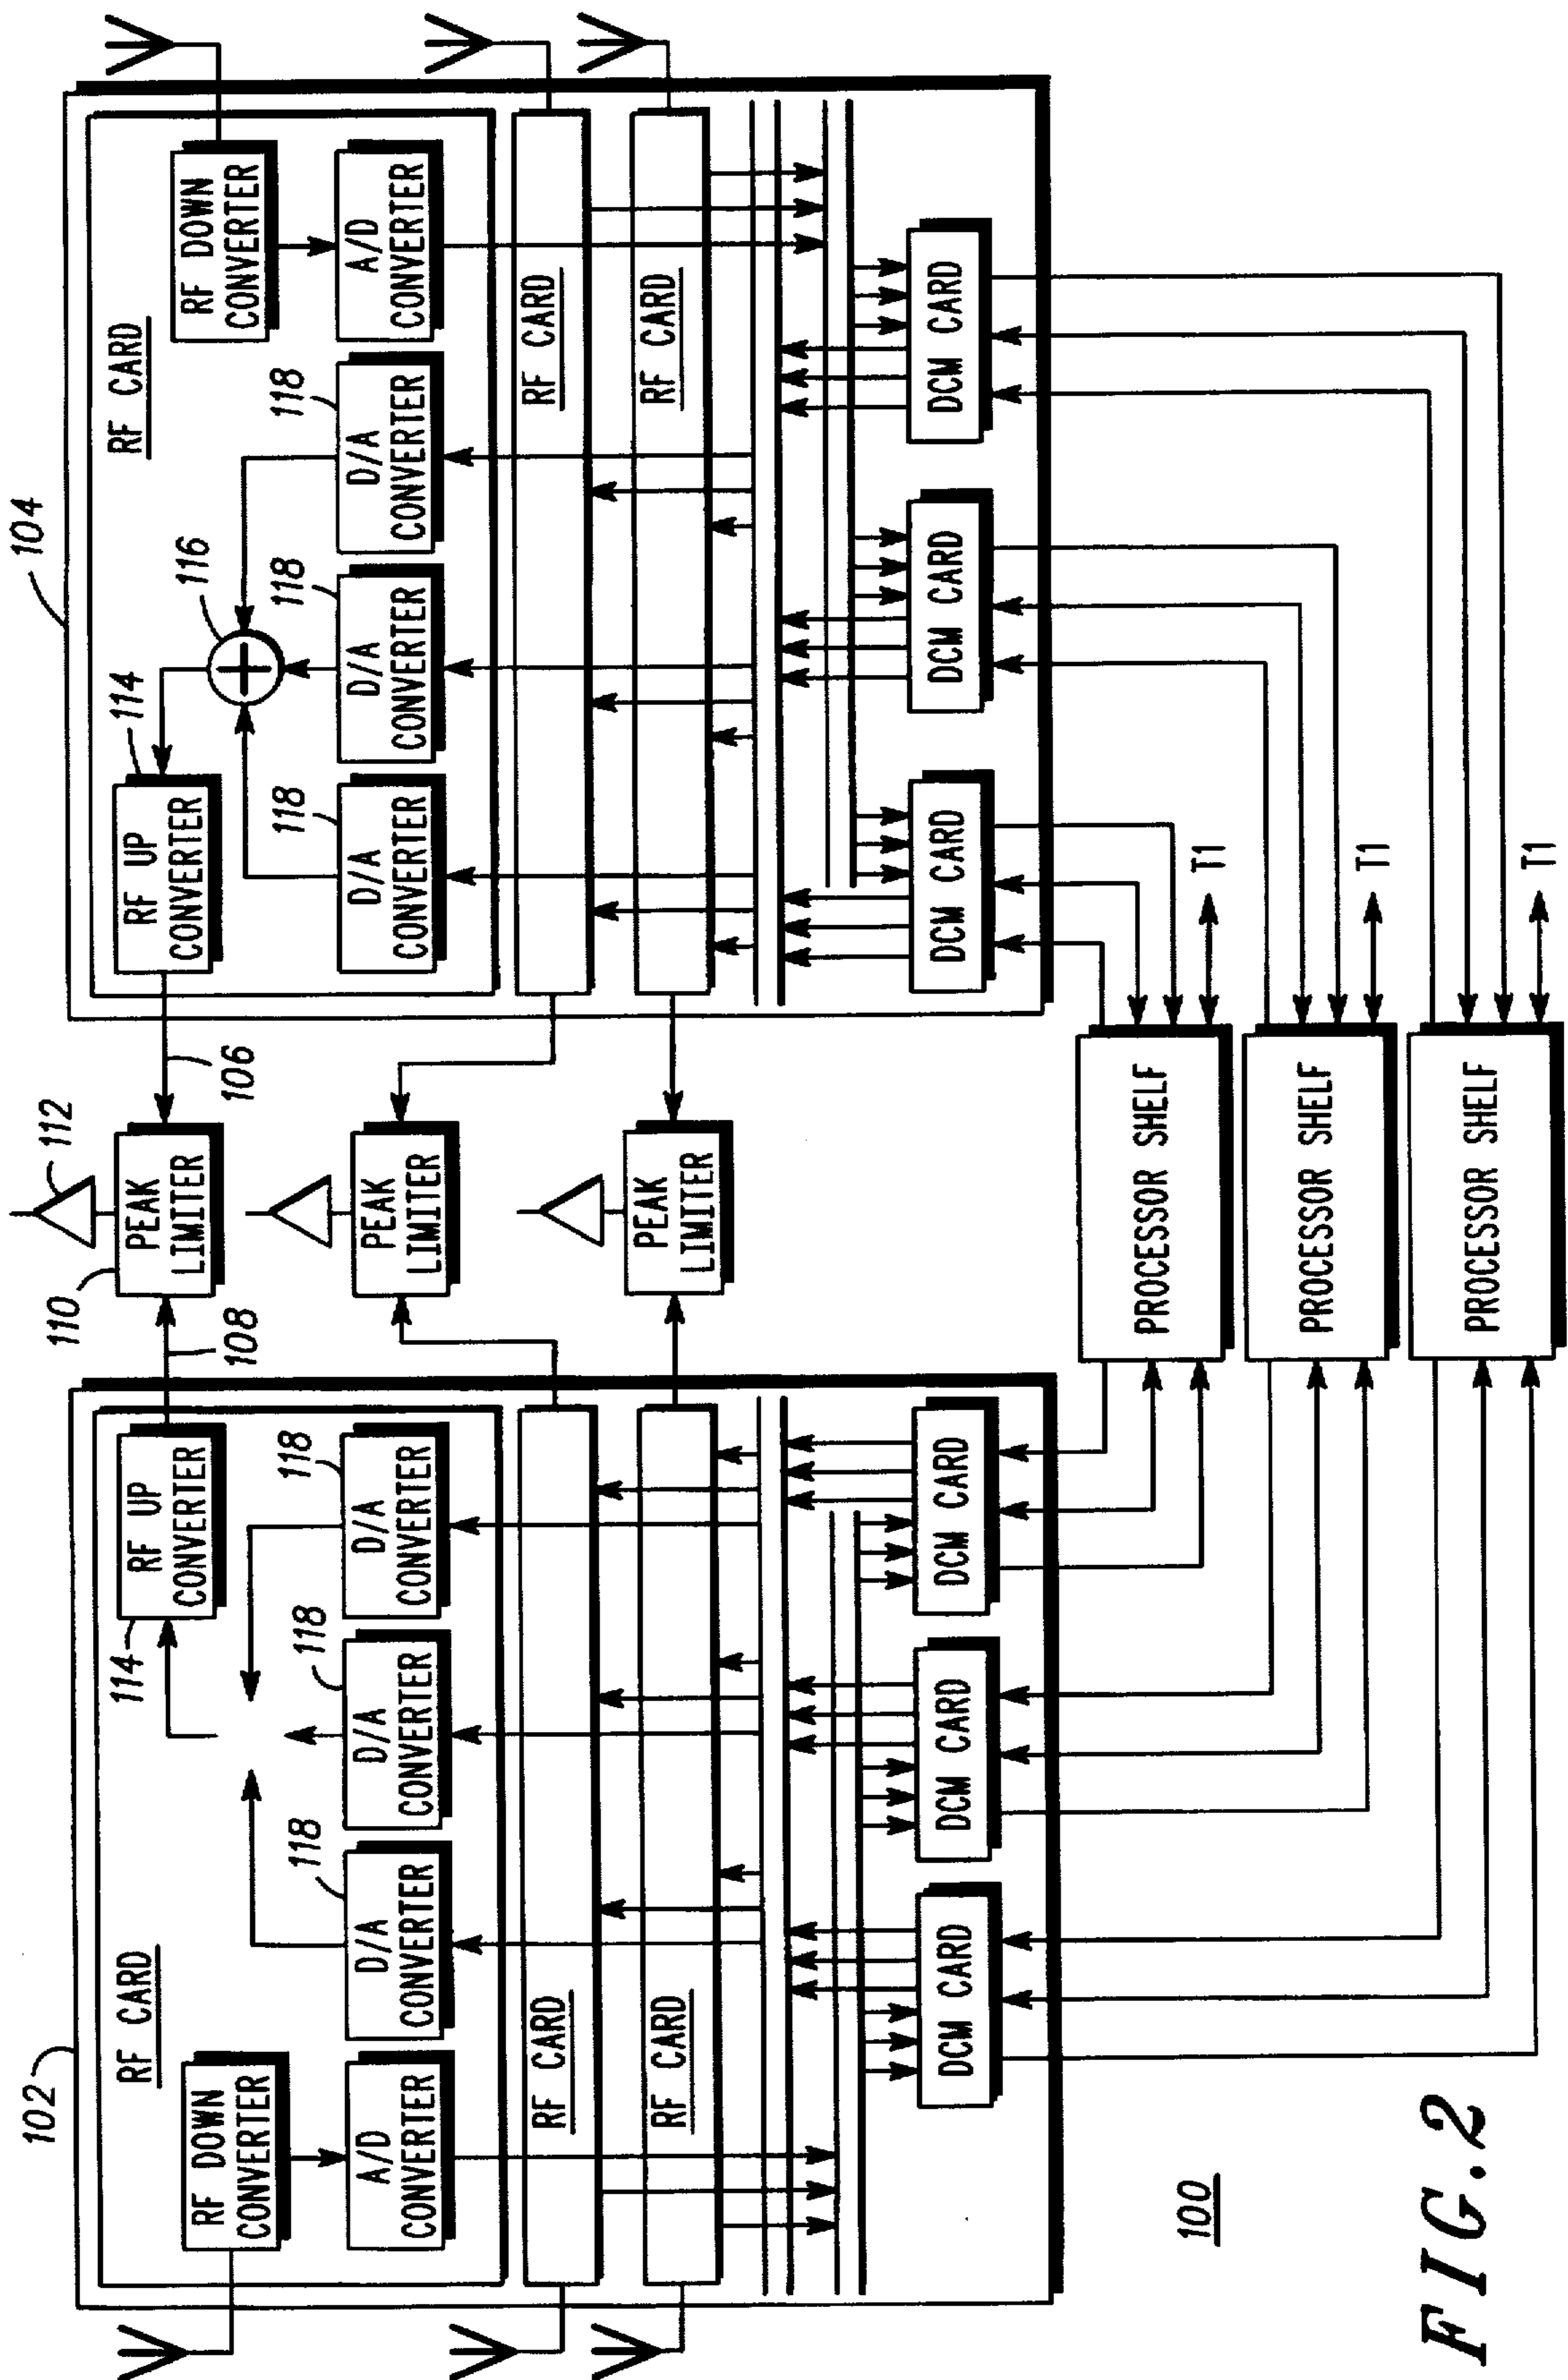 102
104
RF CARD
RF DOWN
CONVERTER
A/D
CONVERTER
D/A
CONVERTER
118
D/A
CONVERTER
118
D/A
CONVERTER
118
RF UP
CONVERTER
114
108
110
PEAK
LIMITER
112
106
RF UP
CONVERTER
114
116
RF CARD
D/A
CONVERTER
118
D/A
CONVERTER
118
D/A
CONVERTER
118
RF DOWN
CONVERTER
A/D
CONVERTER
RF CARD
PEAK
LIMITER
RF CARD
RF CARD
PEAK
LIMITER
RF CARD
DCM CARD
DCM CARD
DCM CARD
DCM CARD
DCM CARD
DCM CARD
PROCESSOR SHELF
T1
PROCESSOR SHELF
T1
PROCESSOR SHELF
T1
100
FIG.2